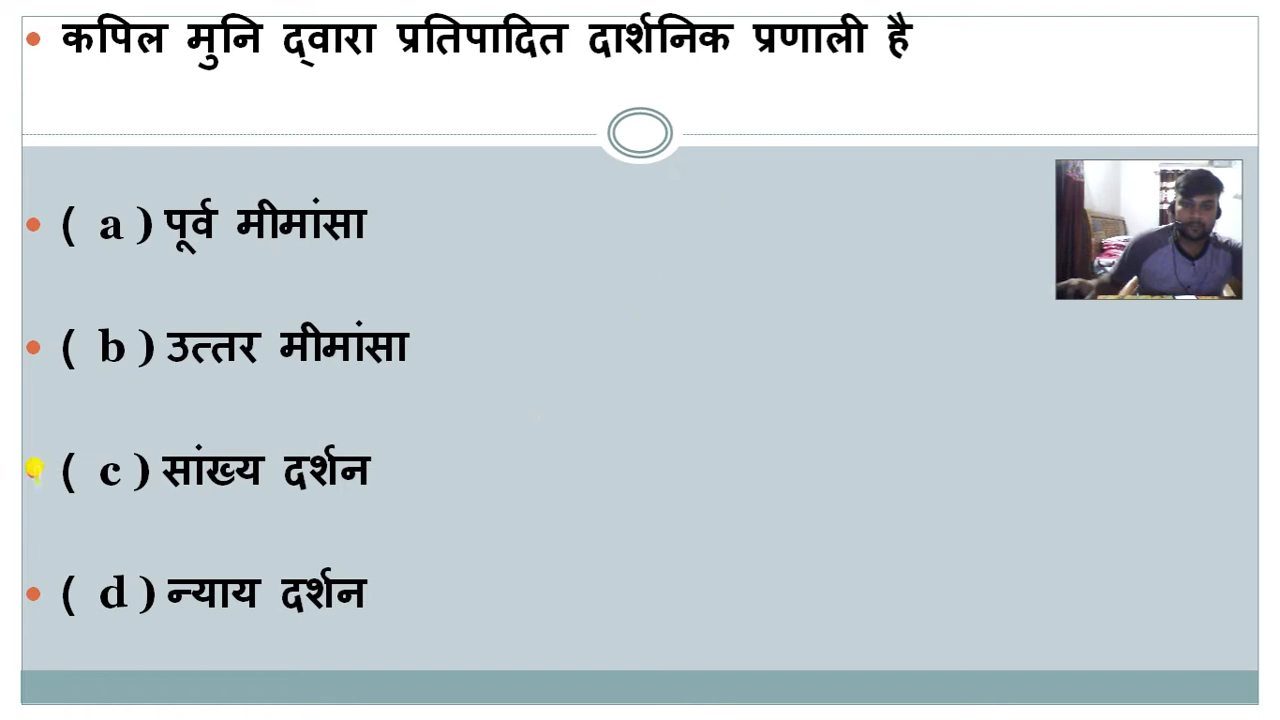 कपिल मुनि द्वारा प्रतिपादित दार्शनिक प्रणाली है
( a ) पूर्व मीमांसा
( b ) उत्तर मीमांसा
( c ) सांख्य दर्शन
( d ) न्याय दर्शन